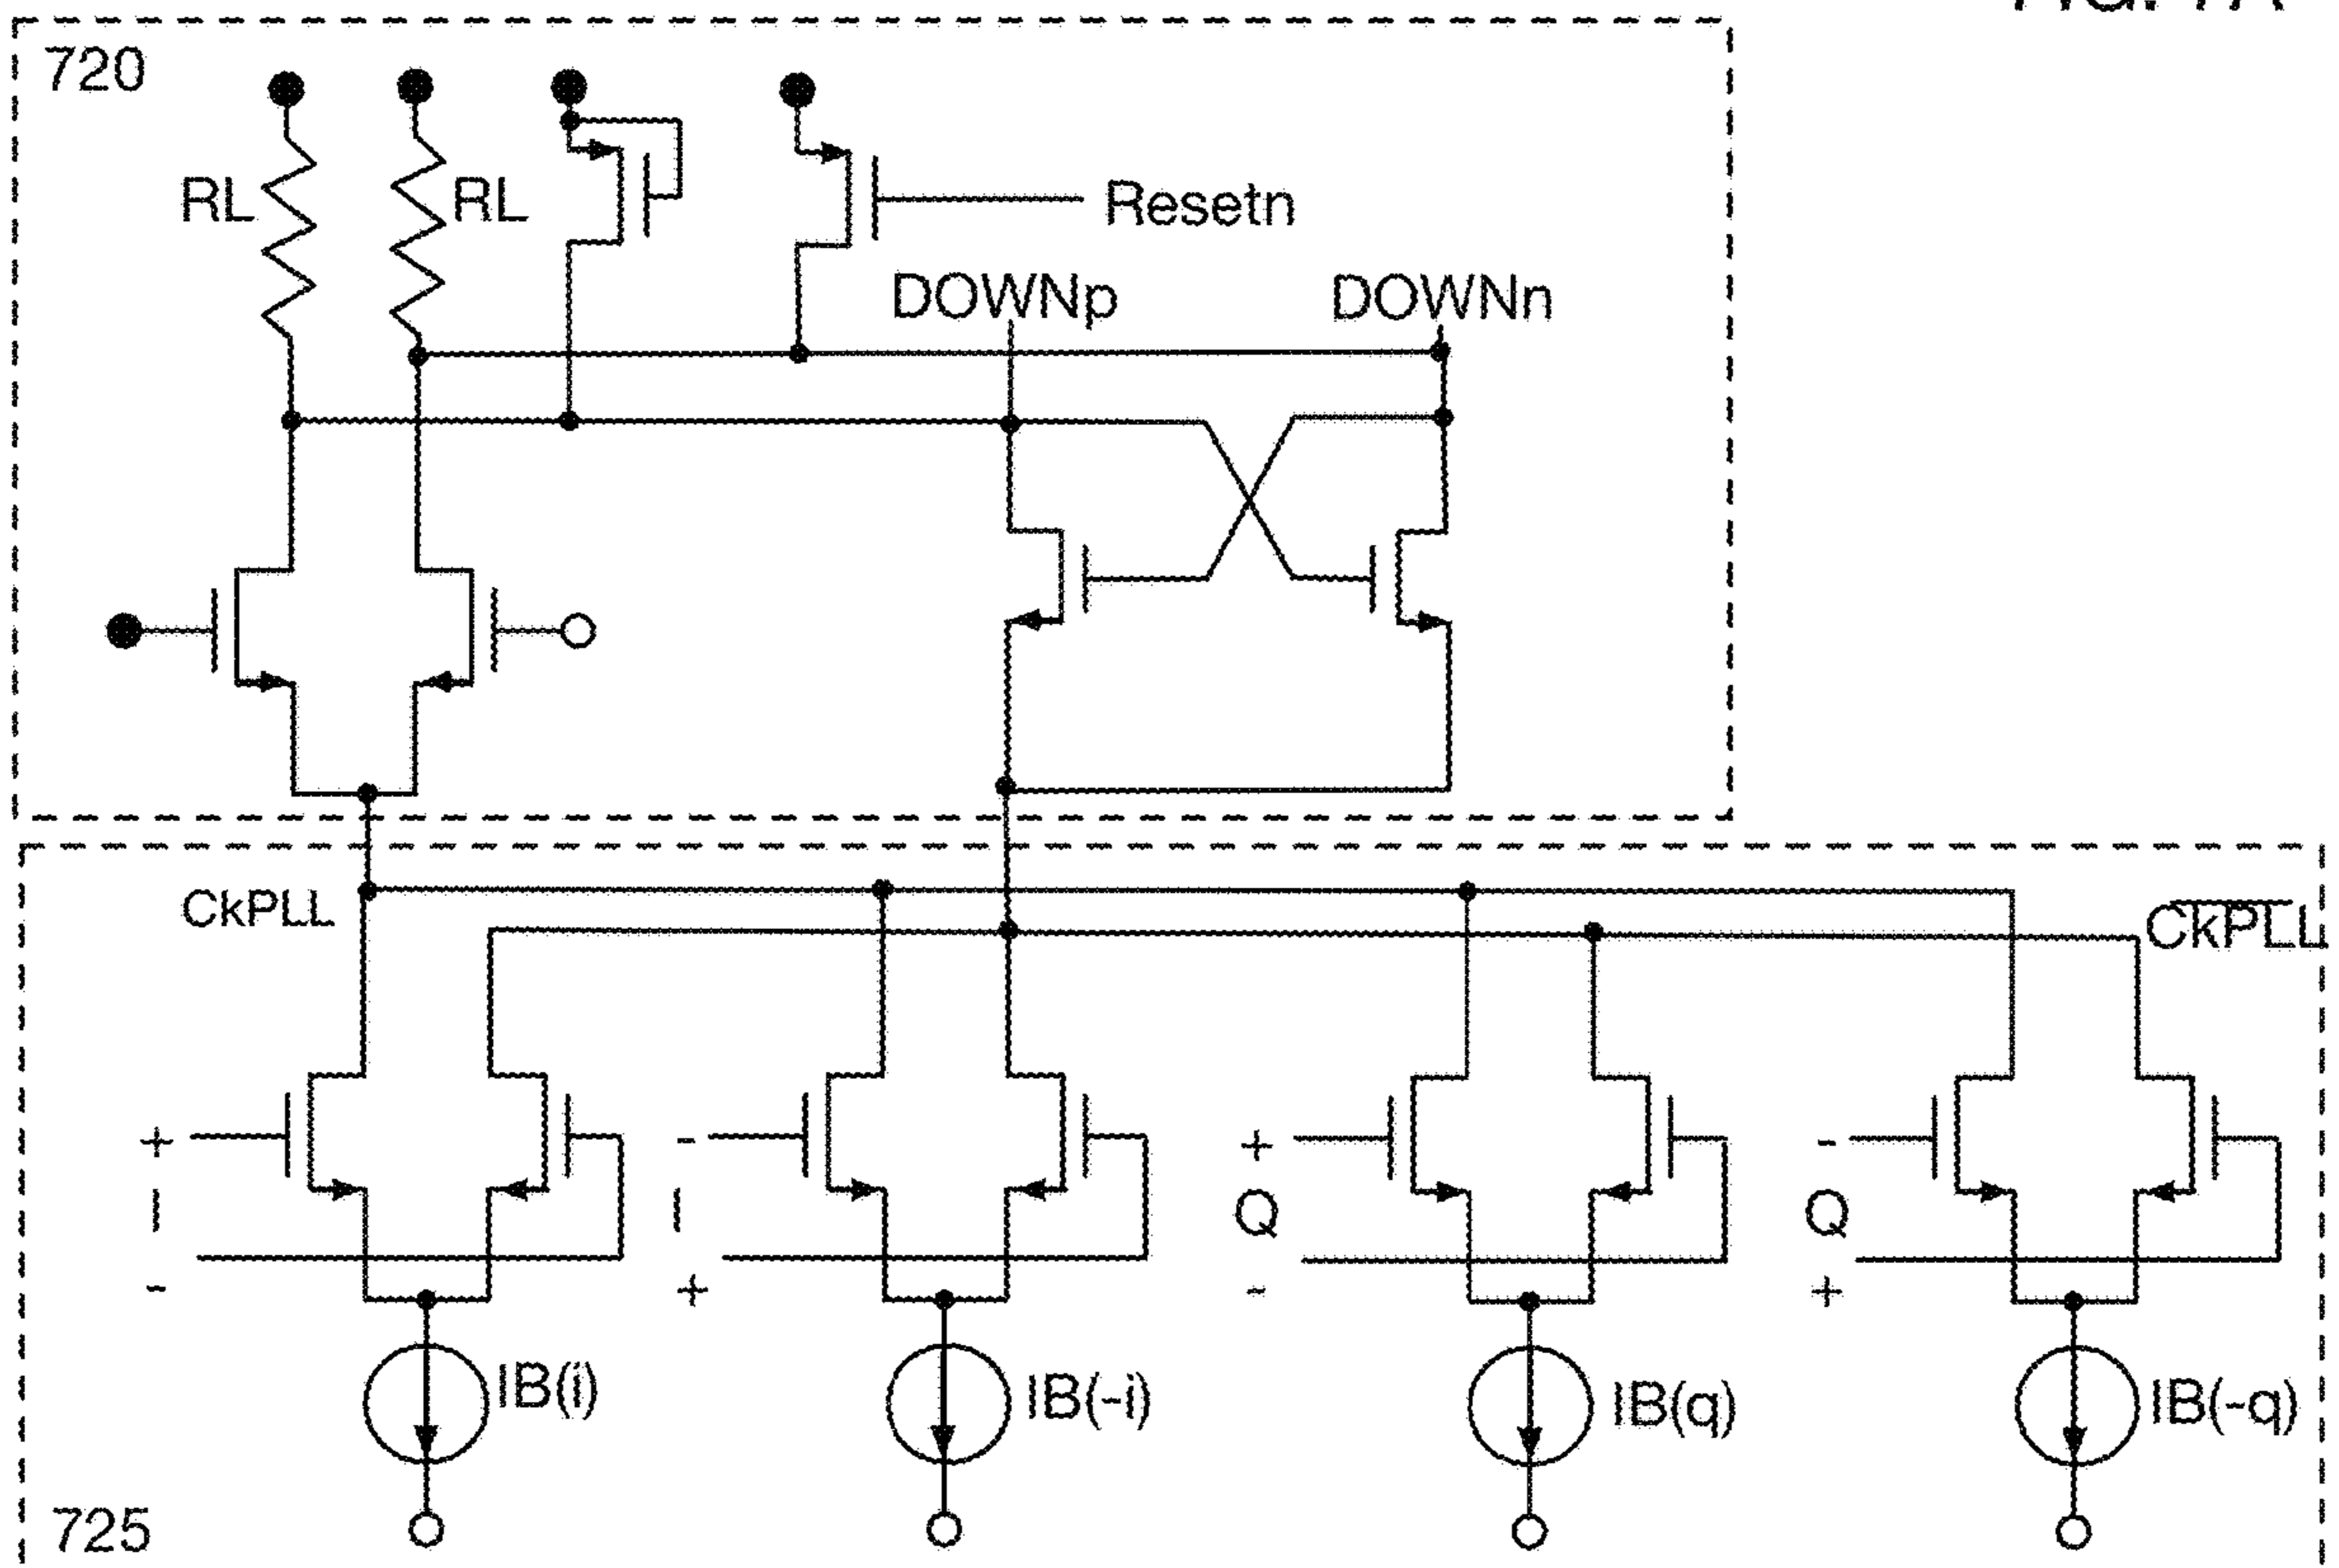 720
RL
RL
Resetn
DOWNp
DOWNn
CkPLL
CkPLL
+
I
-
-
I
+
+
Q
-
-
Q
+
IB(i)
IB(-i)
IB(q)
IB(-q)
725